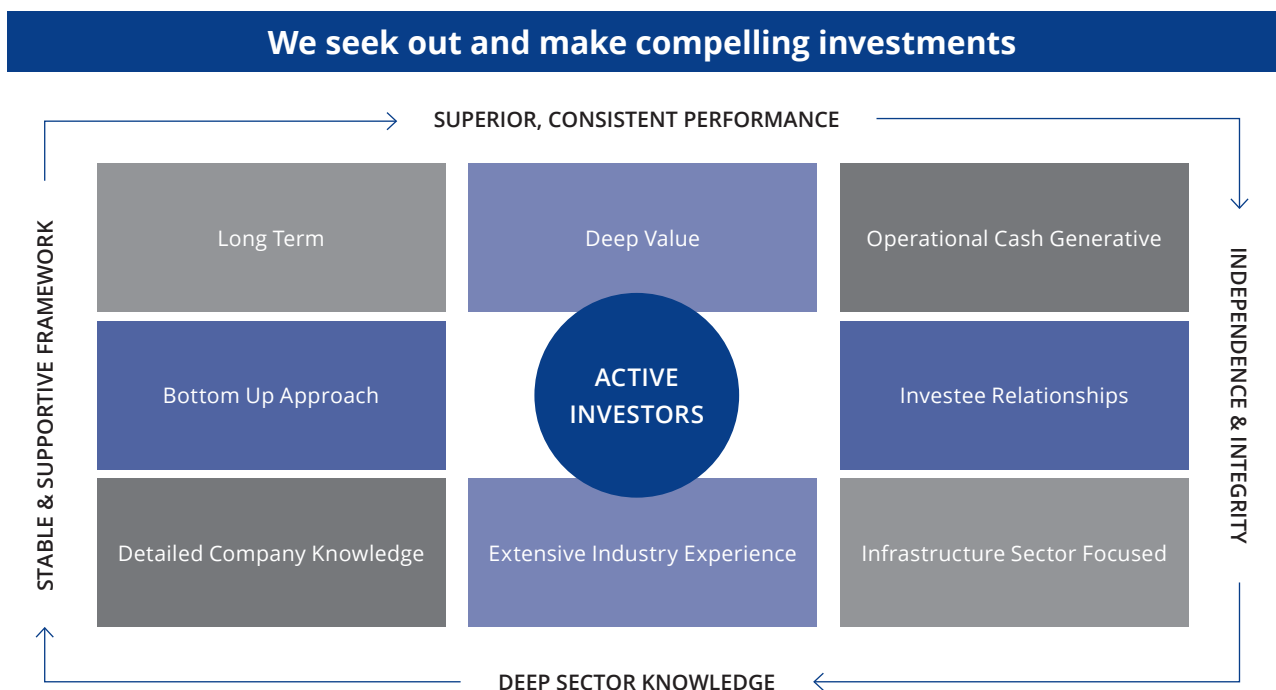 We seek out and make compelling investments
SUPERIOR, CONSISTENT PERFORMANCE
STABLE & SUPPORTIVE FRAMEWORK
Long Term
Deep Value
Operational Cash Generative
Bottom Up Approach
ACTIVE
INVESTORS
Investee Relationships
Detailed Company Knowledge
Extensive Industry Experience
Infrastructure Sector Focused
INDEPENDENCE & INTEGRITY
DEEP SECTOR KNOWLEDGE